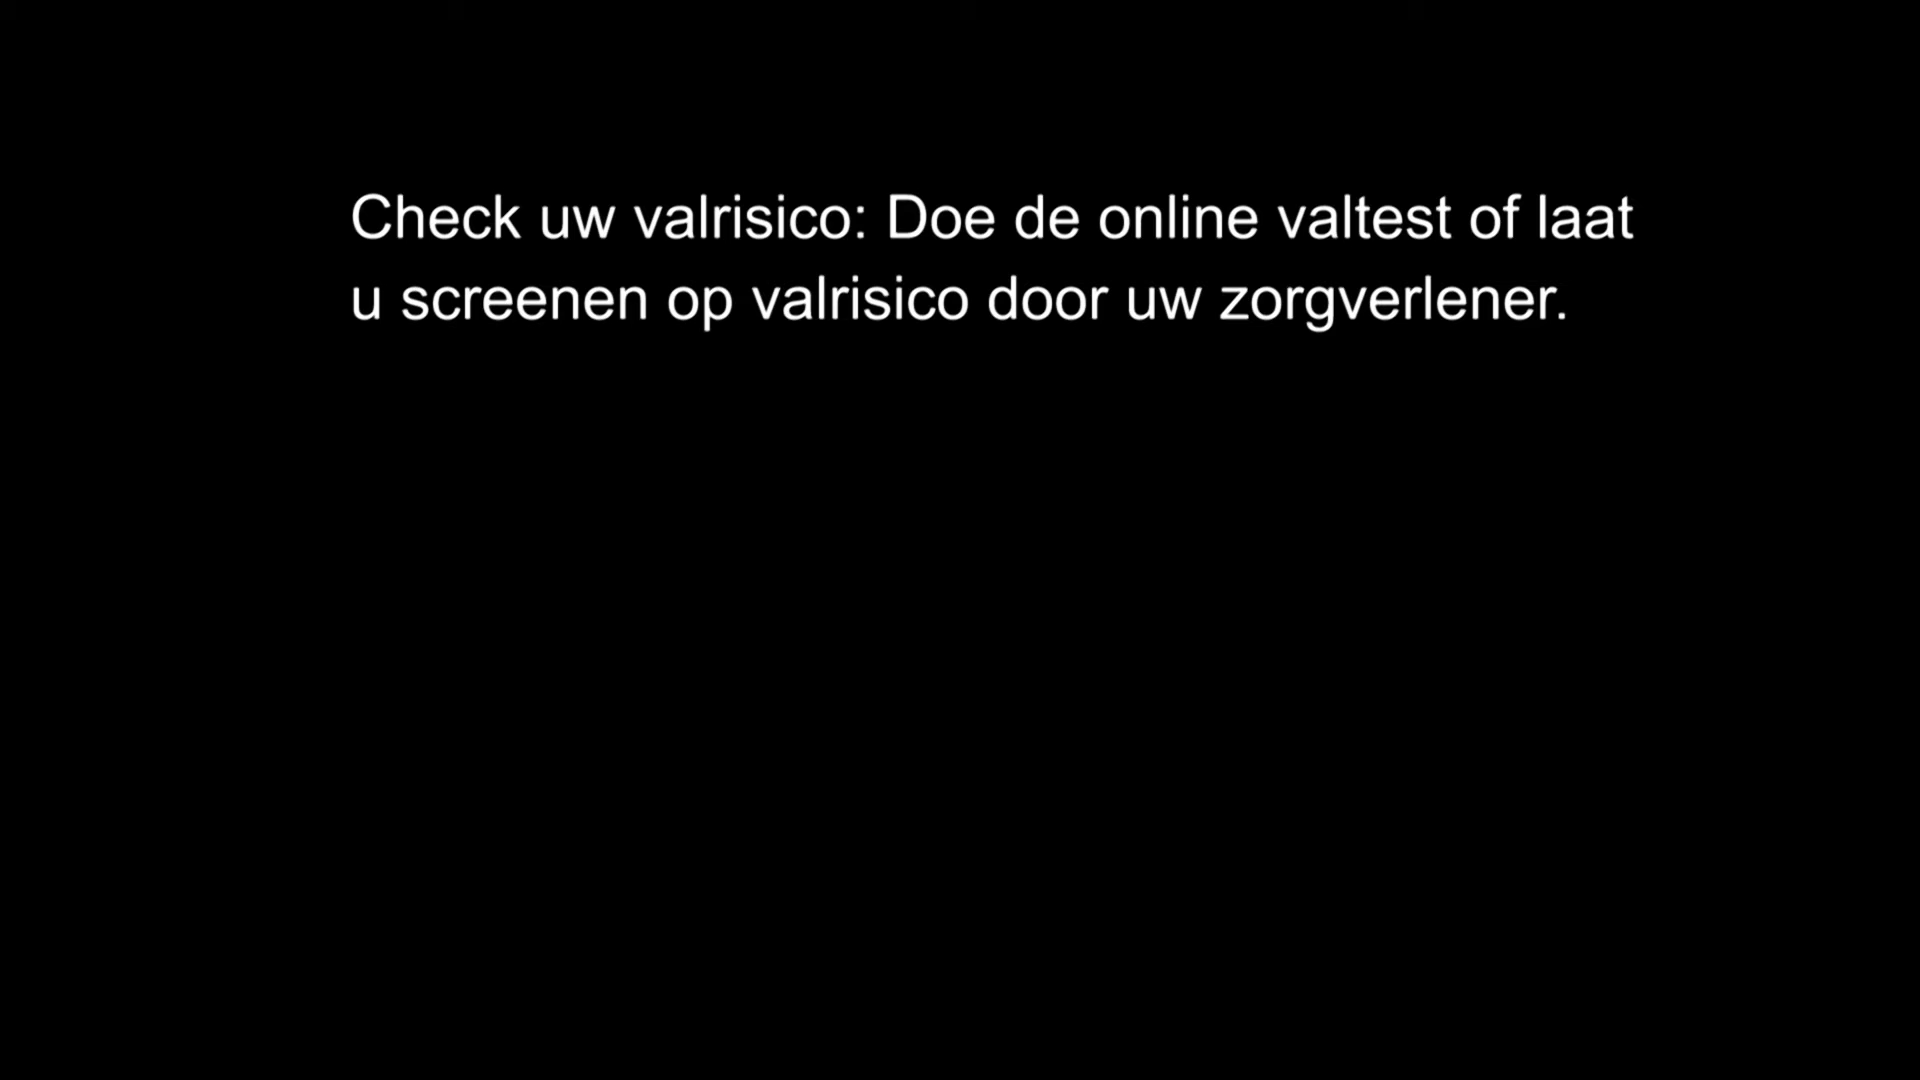 Check uw valrisico: Doe de online valtest of laat
u screenen op valrisico door uw zorgverlener.